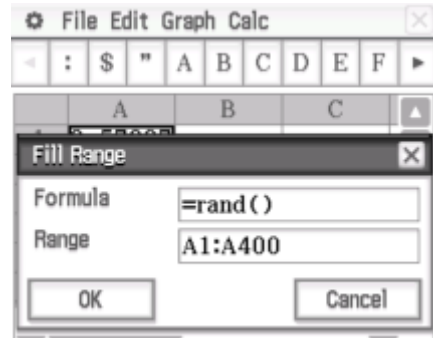 File Edit Graph Calc
: $ " A B C D E F
A B C
Fill Range
Formula =rand()
Range A1:A400
OK Cancel